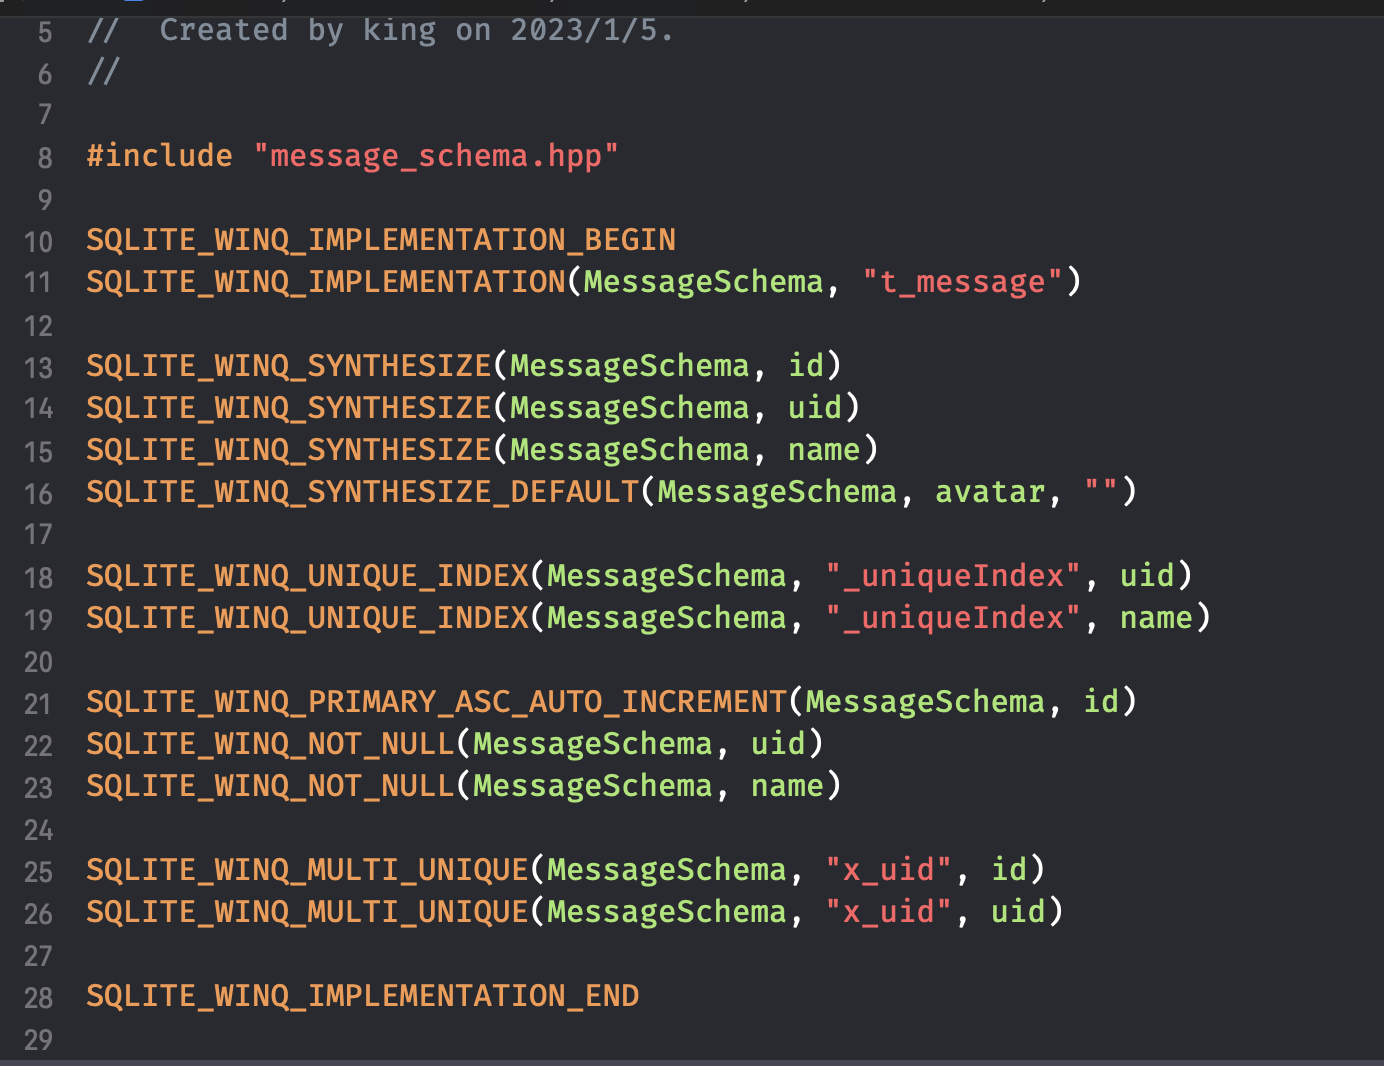 5 //  Created by king on 2023/1/5.
6 //
7
8 #include "message_schema.hpp"
9
10 SQLITE_WINQ_IMPLEMENTATION_BEGIN
11 SQLITE_WINQ_IMPLEMENTATION(MessageSchema, "t_message")
12
13 SQLITE_WINQ_SYNTHESIZE(MessageSchema, id)
14 SQLITE_WINQ_SYNTHESIZE(MessageSchema, uid)
15 SQLITE_WINQ_SYNTHESIZE(MessageSchema, name)
16 SQLITE_WINQ_SYNTHESIZE_DEFAULT(MessageSchema, avatar, "")
17
18 SQLITE_WINQ_UNIQUE_INDEX(MessageSchema, "_uniqueIndex", uid)
19 SQLITE_WINQ_UNIQUE_INDEX(MessageSchema, "_uniqueIndex", name)
20
21 SQLITE_WINQ_PRIMARY_ASC_AUTO_INCREMENT(MessageSchema, id)
22 SQLITE_WINQ_NOT_NULL(MessageSchema, uid)
23 SQLITE_WINQ_NOT_NULL(MessageSchema, name)
24
25 SQLITE_WINQ_MULTI_UNIQUE(MessageSchema, "x_uid", id)
26 SQLITE_WINQ_MULTI_UNIQUE(MessageSchema, "x_uid", uid)
27
28 SQLITE_WINQ_IMPLEMENTATION_END
29